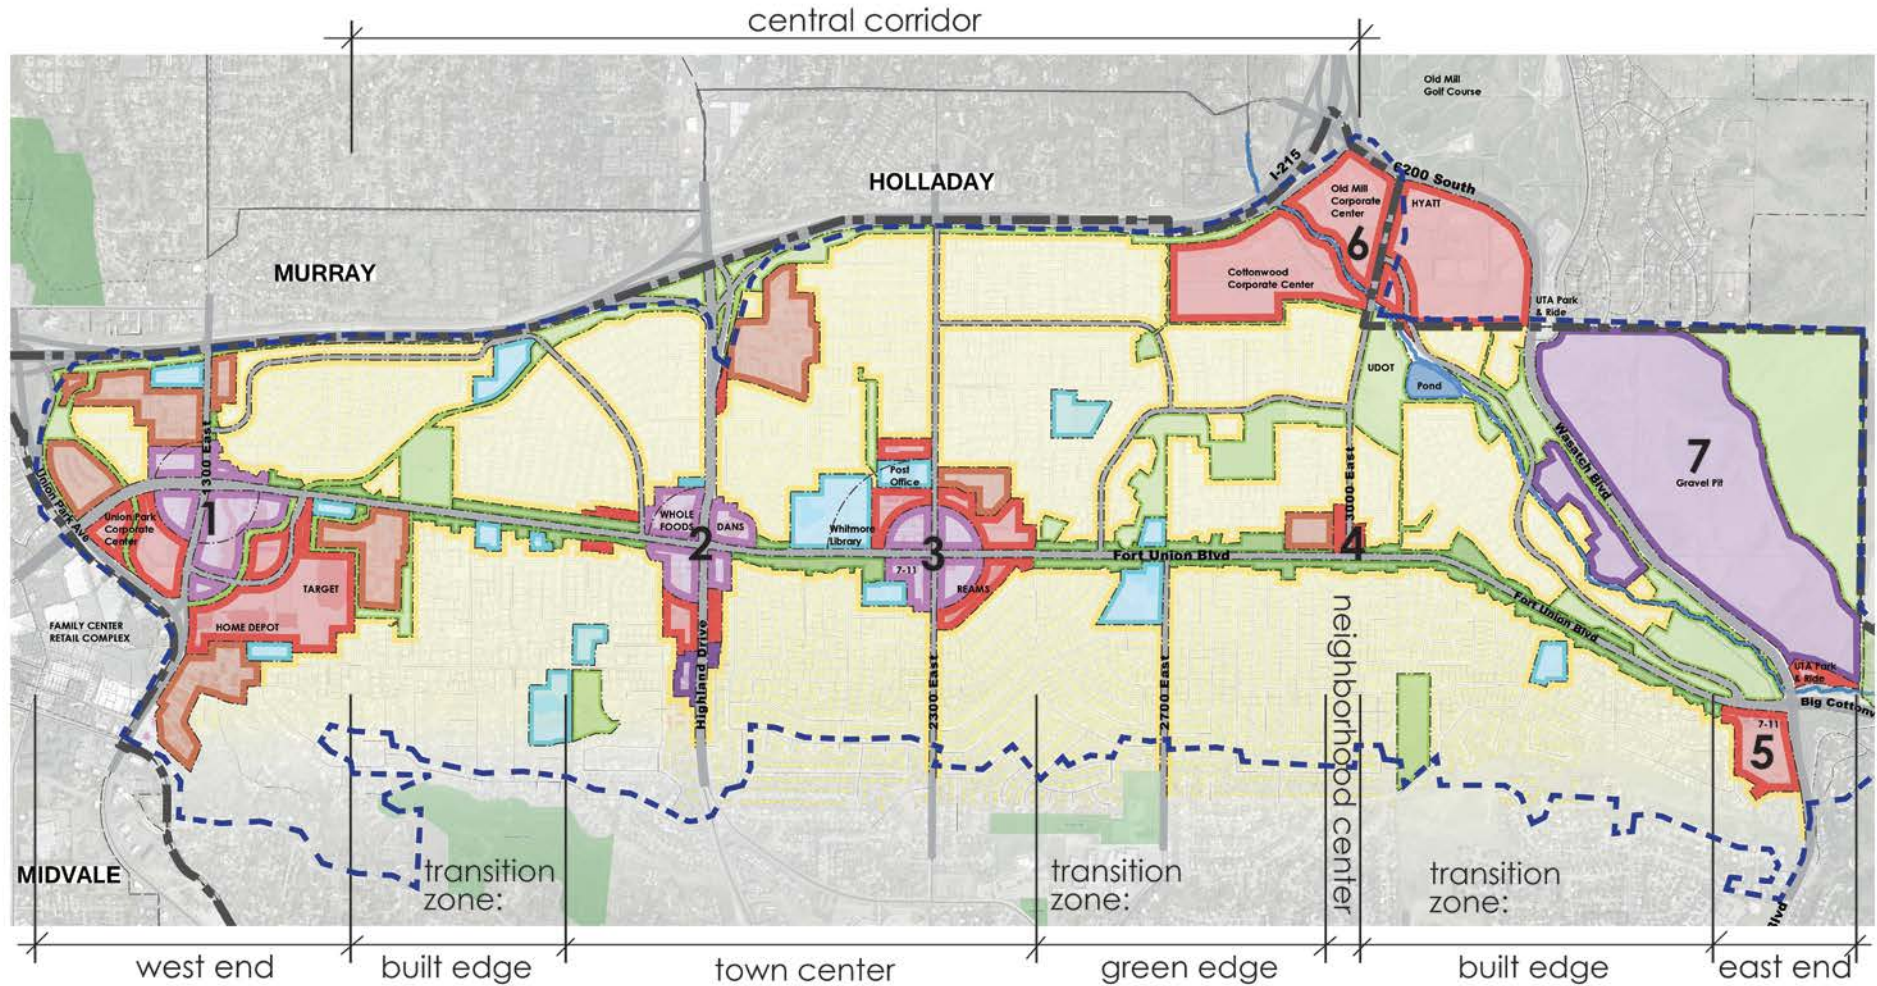 central corridor
Old Mill
Golf Course
I-215
6200 South
HOLLADAY
Old Mill
Corporate
Center
HYATT
6
MURRAY
Cottonwood
Corporate Center
UTA Park
& Ride
UDOT
Pond
1300 East
Wasatch Blvd
7
Gravel Pit
Union Park Ave
Post
Office
3000 East
Union Park
Corporate
Center
1
WHOLE
FOODS
DANS
2
Whitmore
Library
3
7-11
REAMS
Fort Union Blvd
4
TARGET
HOME DEPOT
FAMILY CENTER
RETAIL COMPLEX
Fort Union Blvd
Highland Drive
2300 East
2700 East
neighborhood center
UTA Park
& Ride
Big Cottonw
7-11
5
MIDVALE
transition
zone:
transition
zone:
transition
zone:
Blvd
west end
built edge
town center
green edge
built edge
east end